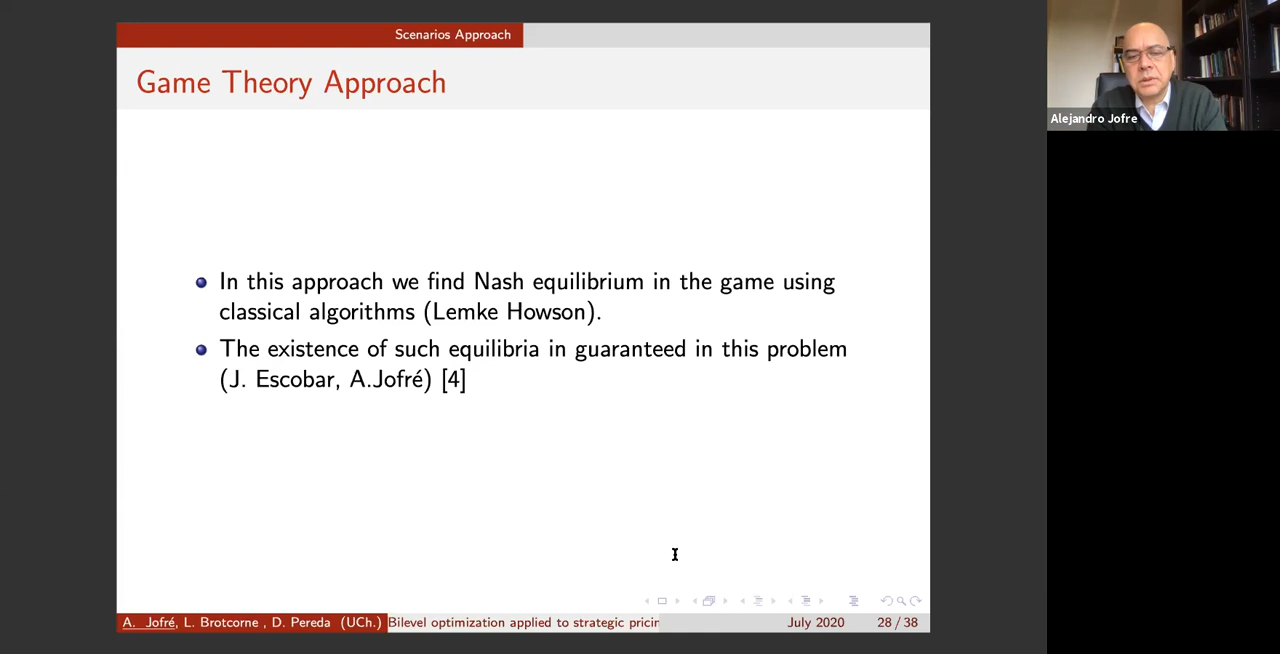 Scenarios Approach
Game Theory Approach
In this approach we find Nash equilibrium in the game using
classical algorithms (Lemke Howson).
The existence of such equilibria in guaranteed in this problem
(J. Escobar, A.Jofré) [4]
A. Jofré, L. Brotcorne , D. Pereda (UCh.) Bilevel optimization applied to strategic pricin July 2020 28 / 38
Alejandro Jofre